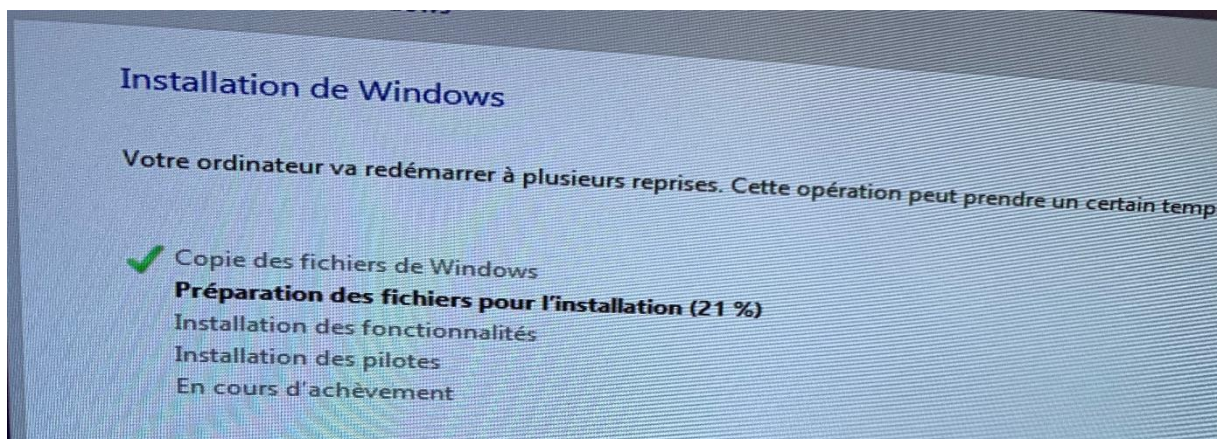 Installation de Windows
Votre ordinateur va redémarrer à plusieurs reprises. Cette opération peut prendre un certain temp
Copie des fichiers de Windows
Préparation des fichiers pour l'installation (21 %)
Installation des fonctionnalités
Installation des pilotes
En cours d'achèvement